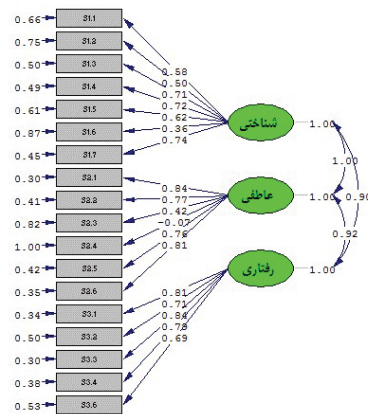 0.66 S1.1
0.75 S1.2
0.50 S1.3
0.49 S1.4
0.61 S1.5
0.87 S1.6
0.45 S1.7
0.30 S2.1
0.41 S2.2
0.82 S2.3
1.00 S2.4
0.42 S2.5
0.35 S2.6
0.34 S3.1
0.50 S3.2
0.30 S3.3
0.38 S3.4
0.53 S3.6
0.58
0.50
0.71
0.72
0.62
0.36
0.74
شناختی 1.00
0.84
0.77
0.42
-0.07
0.76
0.81
عاطفی 1.00
0.81
0.71
0.84
0.79
0.69
رفتاری 1.00
1.00
0.90
0.92